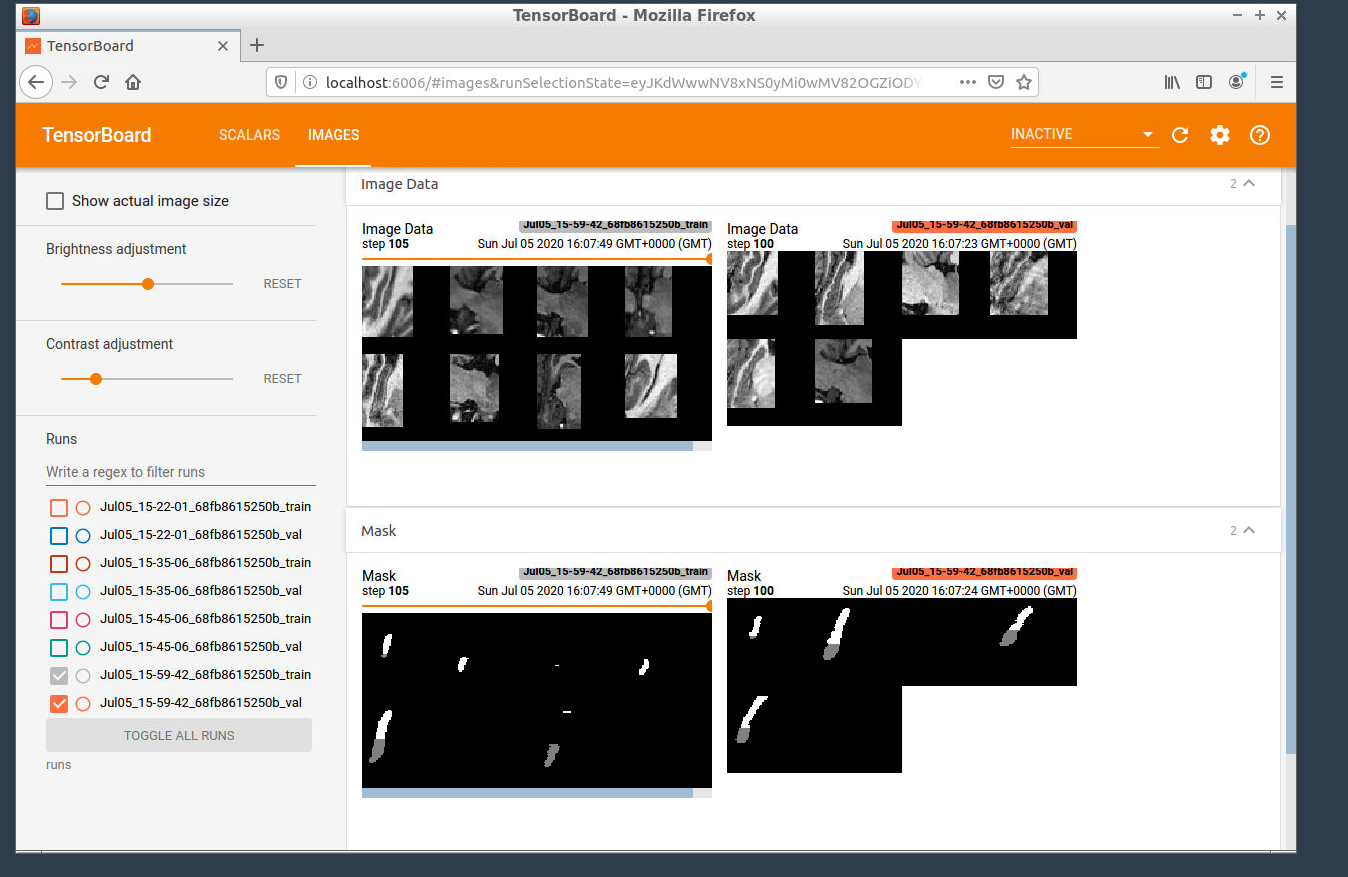 TensorBoard - Mozilla Firefox
TensorBoard
localhost:6006/#images&runSelectionState=eyJKdWwwNV8xNS0yMi0wMV82OGZiODY
TensorBoard
SCALARS
IMAGES
INACTIVE
Show actual image size
Brightness adjustment
RESET
Contrast adjustment
RESET
Runs
Write a regex to filter runs
Jul05_15-22-01_68fb8615250b_train
Jul05_15-22-01_68fb8615250b_val
Jul05_15-35-06_68fb8615250b_train
Jul05_15-35-06_68fb8615250b_val
Jul05_15-45-06_68fb8615250b_train
Jul05_15-45-06_68fb8615250b_val
Jul05_15-59-42_68fb8615250b_train
Jul05_15-59-42_68fb8615250b_val
TOGGLE ALL RUNS
runs
Image Data
2
Image Data
Jul05_15-59-42_68fb8615250b_train
step 105
Sun Jul 05 2020 16:07:49 GMT+0000 (GMT)
Image Data
Jul05_15-59-42_68fb8615250b_val
step 100
Sun Jul 05 2020 16:07:23 GMT+0000 (GMT)
Mask
2
Mask
Jul05_15-59-42_68fb8615250b_train
step 105
Sun Jul 05 2020 16:07:49 GMT+0000 (GMT)
Mask
Jul05_15-59-42_68fb8615250b_val
step 100
Sun Jul 05 2020 16:07:24 GMT+0000 (GMT)